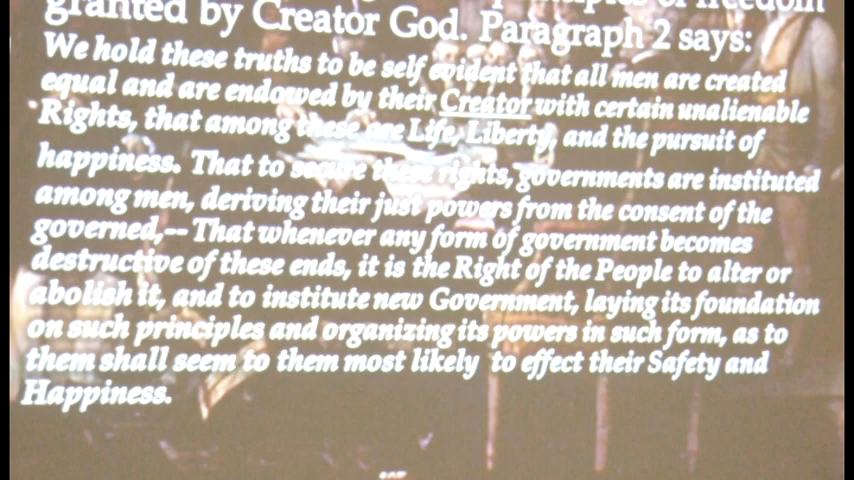 of freedom
granted by Creator God. Paragraph 2 says:
We hold these truths to be self evident that all men are created
equal and are endowed by their Creator with certain unalienable
Rights, that among these are Life, Liberty, and the pursuit of
happiness. That to secure these rights, governments are instituted
among men, deriving their just powers from the consent of the
governed,-- That whenever any form of government becomes
destructive of these ends, it is the Right of the People to alter or
abolish it, and to institute new Government, laying its foundation
on such principles and organizing its powers in such form, as to
them shall seem to them most likely to effect their Safety and
Happiness.